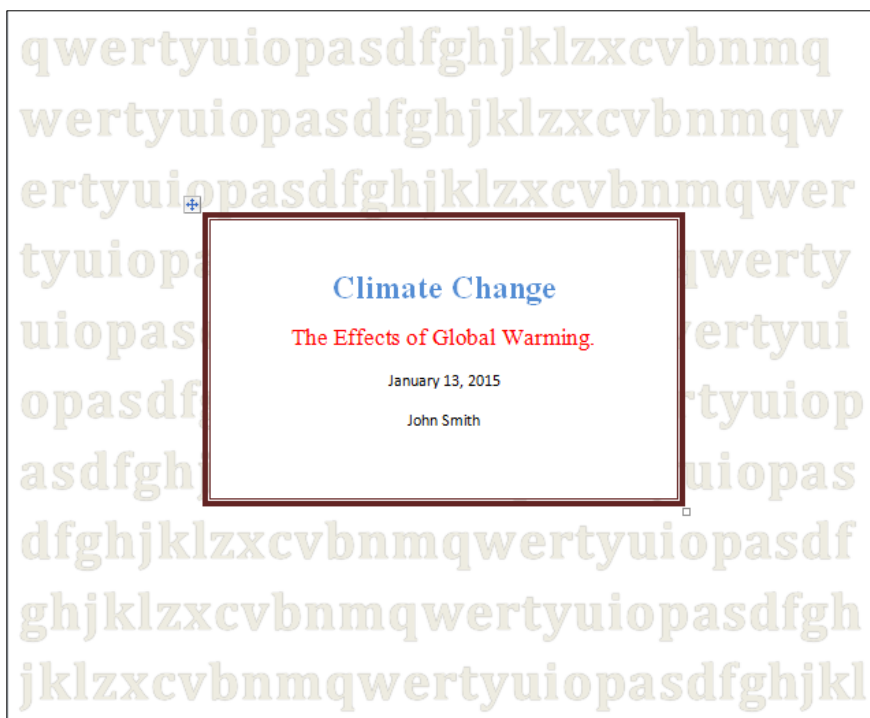 qwertyuiopasdfghjklzxcvbnmq
wertyuiopasdfghjklzxcvbnmqw
ertyuiopasdfghjklzxcvbnmqwer
tyuiopa qwerty
Climate Change
uiopas ertyui
The Effects of Global Warming.
January 13, 2015
opasdf rtyuiop
John Smith
asdfgh uiopas
dfghjklzxcvbnmqwertyuiopasdf
ghjklzxcvbnmqwertyuiopasdfgh
jklzxcvbnmqwertyuiopasdfghjkl